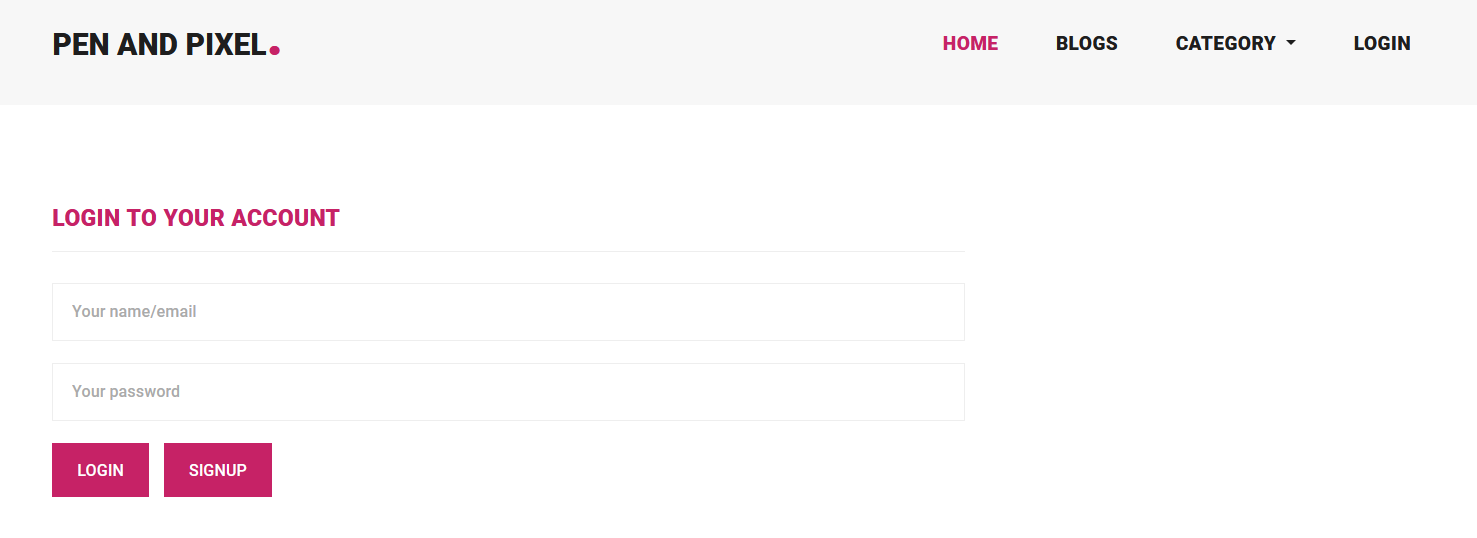 PEN AND PIXEL.
HOME BLOGS CATEGORY LOGIN
LOGIN TO YOUR ACCOUNT
Your name/email
Your password
LOGIN SIGNUP